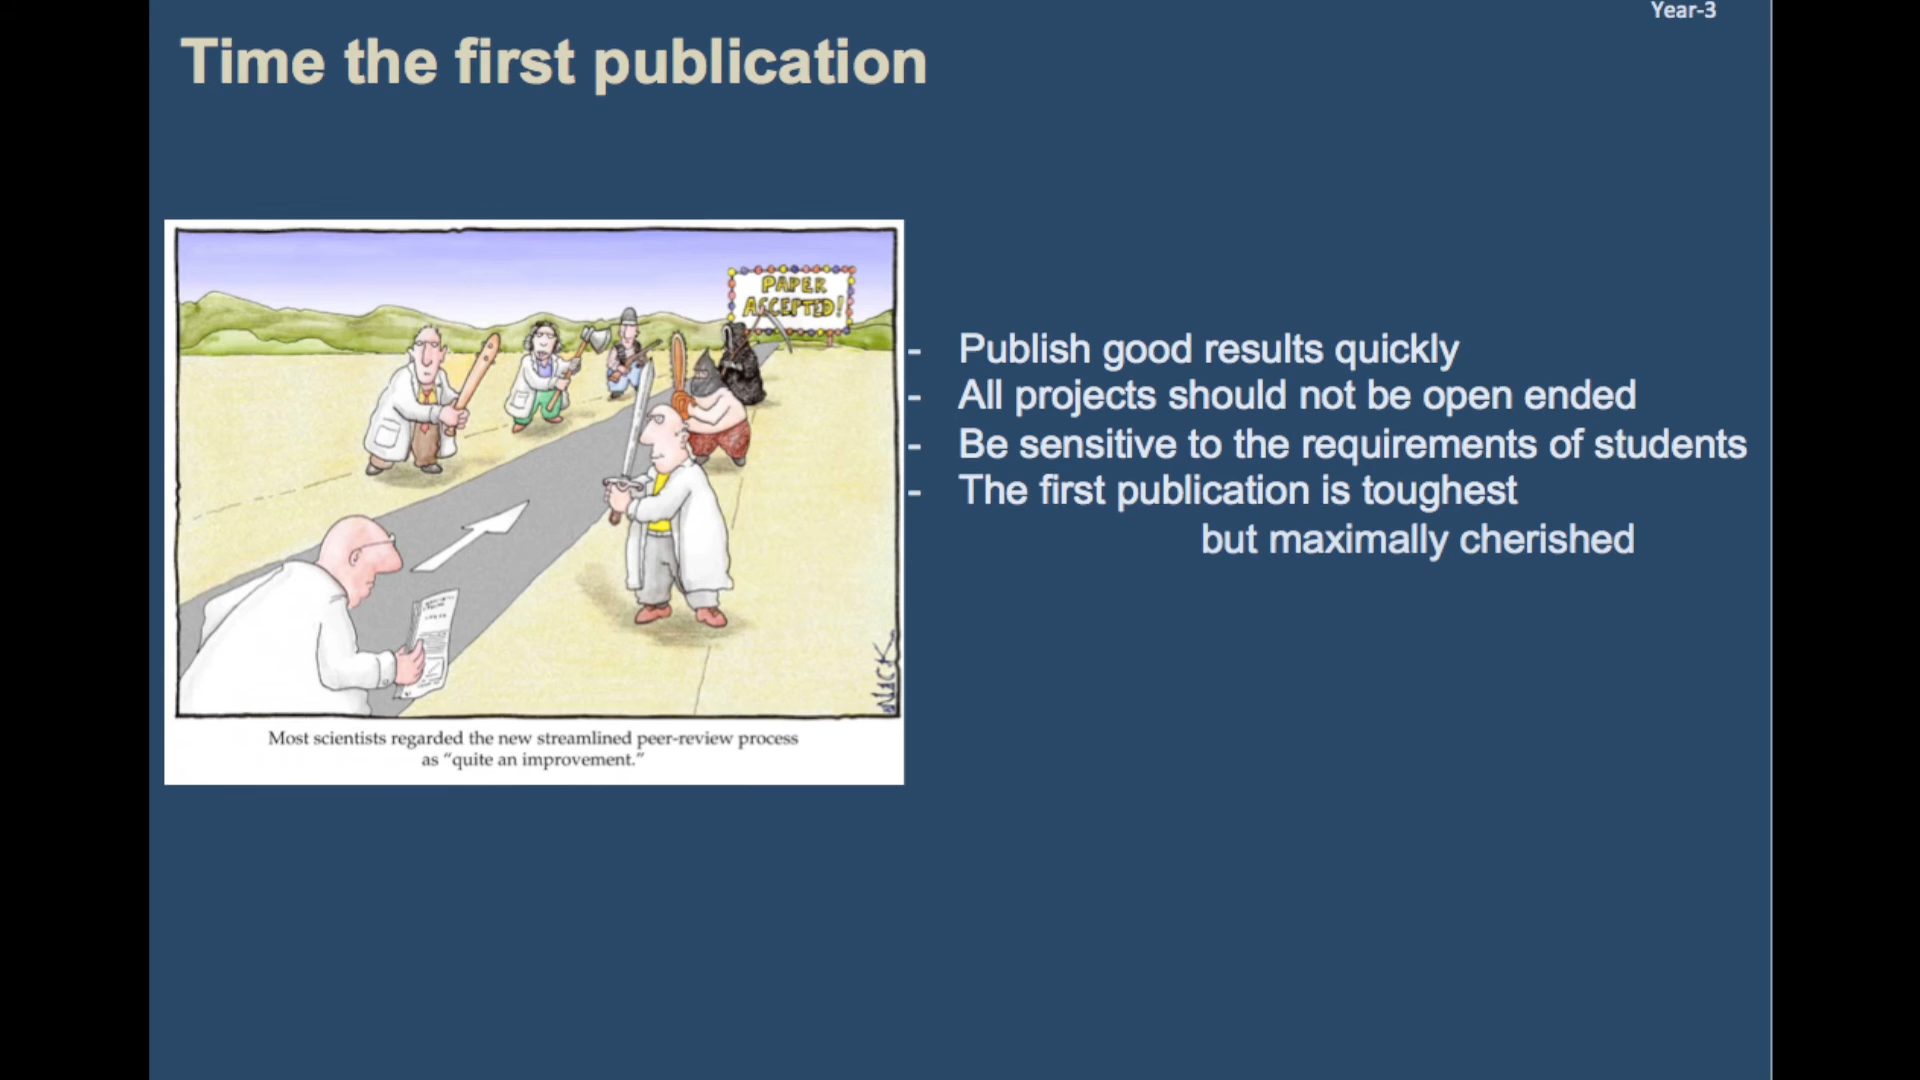 Year-3
Time the first publication
PAPER
ACCEPTED!
- Publish good results quickly
- All projects should not be open ended
- Be sensitive to the requirements of students
- The first publication is toughest
but maximally cherished
NICK
Most scientists regarded the new streamlined peer-review process
as “quite an improvement.”